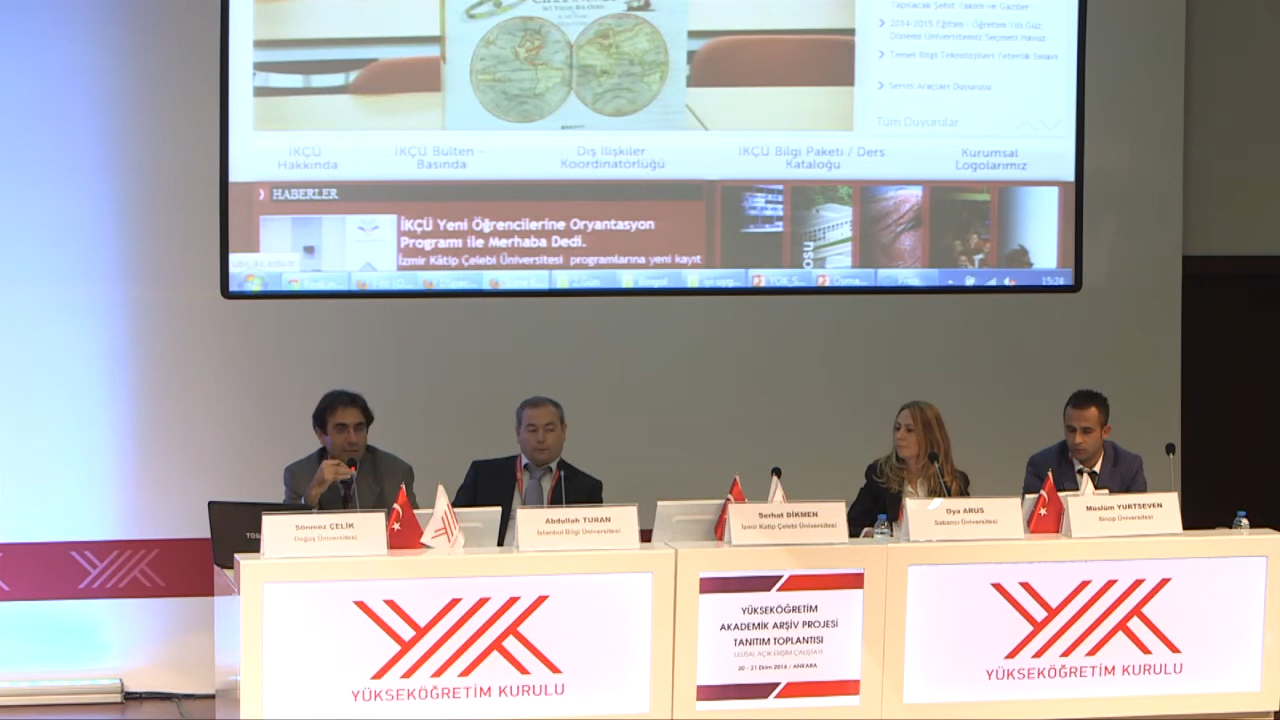 Yapılacak Şehit Yakını ve Gaziler
2014-2015 Eğitim - Öğretim Yılı Güz
Dönemi Üniversitemiz Seçmeli Havuz
Temel Bilgi Teknolojileri Yeterlik Sınavı
Servis Araçları Duyurusu
Tüm Duyurular
İKÇÜ
Hakkında
İKÇÜ Bülten -
Basında
Dış İlişkiler
Koordinatörlüğü
İKÇÜ Bilgi Paketi / Ders
Kataloğu
Kurumsal
Logolarımız
HABERLER
İKÇÜ Yeni Öğrencilerine Oryantasyon
Programı ile Merhaba Dedi.
İzmir Kâtip Çelebi Üniversitesi programlarına yeni kayıt
15:24
Sönmez ÇELİK
Doğuş Üniversitesi
Abdullah TURAN
İstanbul Bilgi Üniversitesi
Serhat DİKMEN
İzmir Katip Çelebi Üniversitesi
Oya ARUS
Sabancı Üniversitesi
Müslüm YURTSEVEN
Sinop Üniversitesi
YÜKSEKÖĞRETİM KURULU
YÜKSEKÖĞRETİM
AKADEMİK ARŞİV PROJESİ
TANITIM TOPLANTISI
ULUSAL AÇIK ERİŞİM ÇALIŞTAYI
20 - 21 Ekim 2014 / ANKARA
YÜKSEKÖĞRETİM KURULU